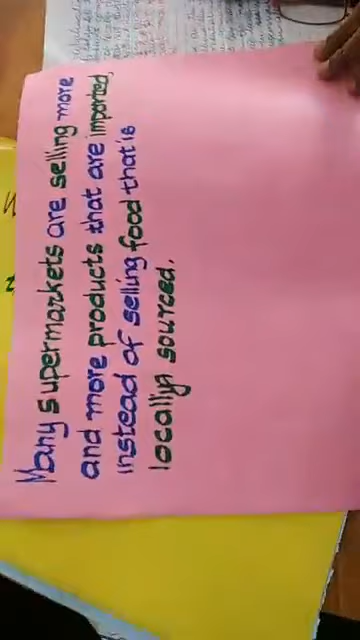 Many supermarkets are selling more
and more products that are imported,
instead of selling food that is
locally sourced.